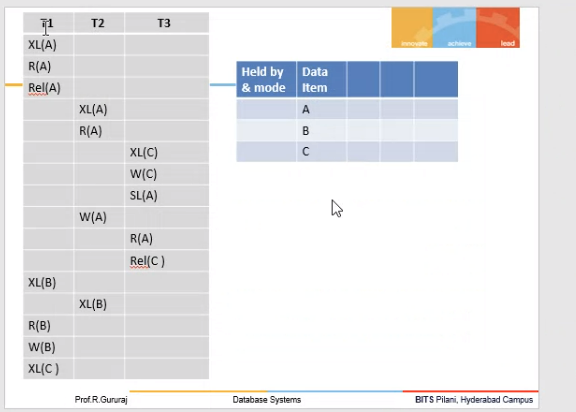 T1 T2 T3
XL(A)
R(A)
Rel(A)
XL(A)
R(A)
XL(C)
W(C)
SL(A)
W(A)
R(A)
Rel(C )
XL(B)
XL(B)
R(B)
W(B)
XL(C )
innovate achieve lead
Held by & mode Data Item
A
B
C
Prof.R.Gururaj Database Systems BITS Pilani, Hyderabad Campus